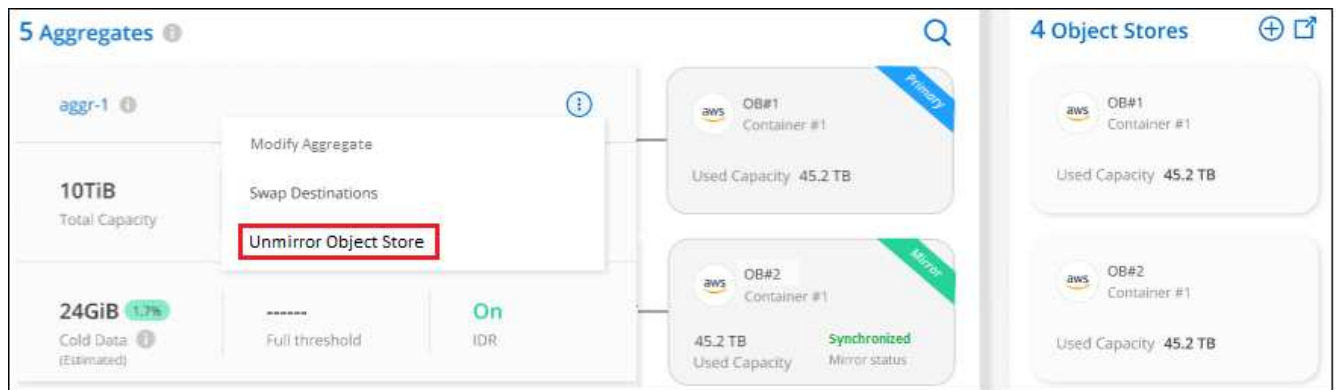 5 Aggregates
aggr-1
Modify Aggregate
Swap Destinations
Unmirror Object Store
10TiB
Total Capacity
24GiB 1.7%
Cold Data
(Estimated)
------
Full threshold
On
IDR
Primary
aws
OB#1
Container #1
Used Capacity 45.2 TB
Mirror
aws
OB#2
Container #1
45.2 TB
Used Capacity
Synchronized
Mirror status
4 Object Stores
aws
OB#1
Container #1
Used Capacity 45.2 TB
aws
OB#2
Container #1
Used Capacity 45.2 TB